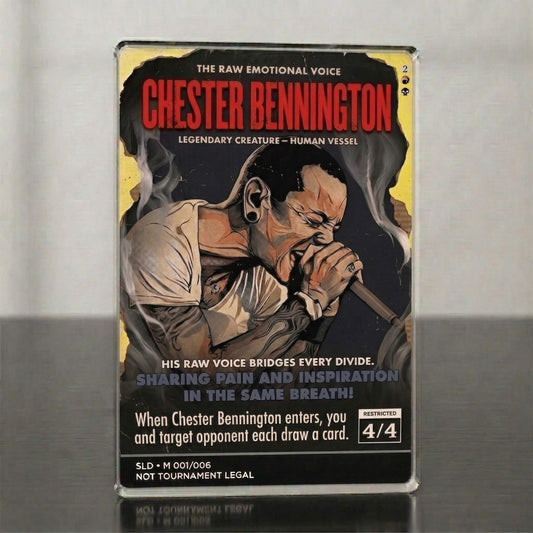 THE RAW EMOTIONAL VOICE
2
CHESTER BENNINGTON
LEGENDARY CREATURE – HUMAN VESSEL
HIS RAW VOICE BRIDGES EVERY DIVIDE.
SHARING PAIN AND INSPIRATION
IN THE SAME BREATH!
When Chester Bennington enters, you
and target opponent each draw a card.
RESTRICTED
4/4
SLD • M 001/006
NOT TOURNAMENT LEGAL